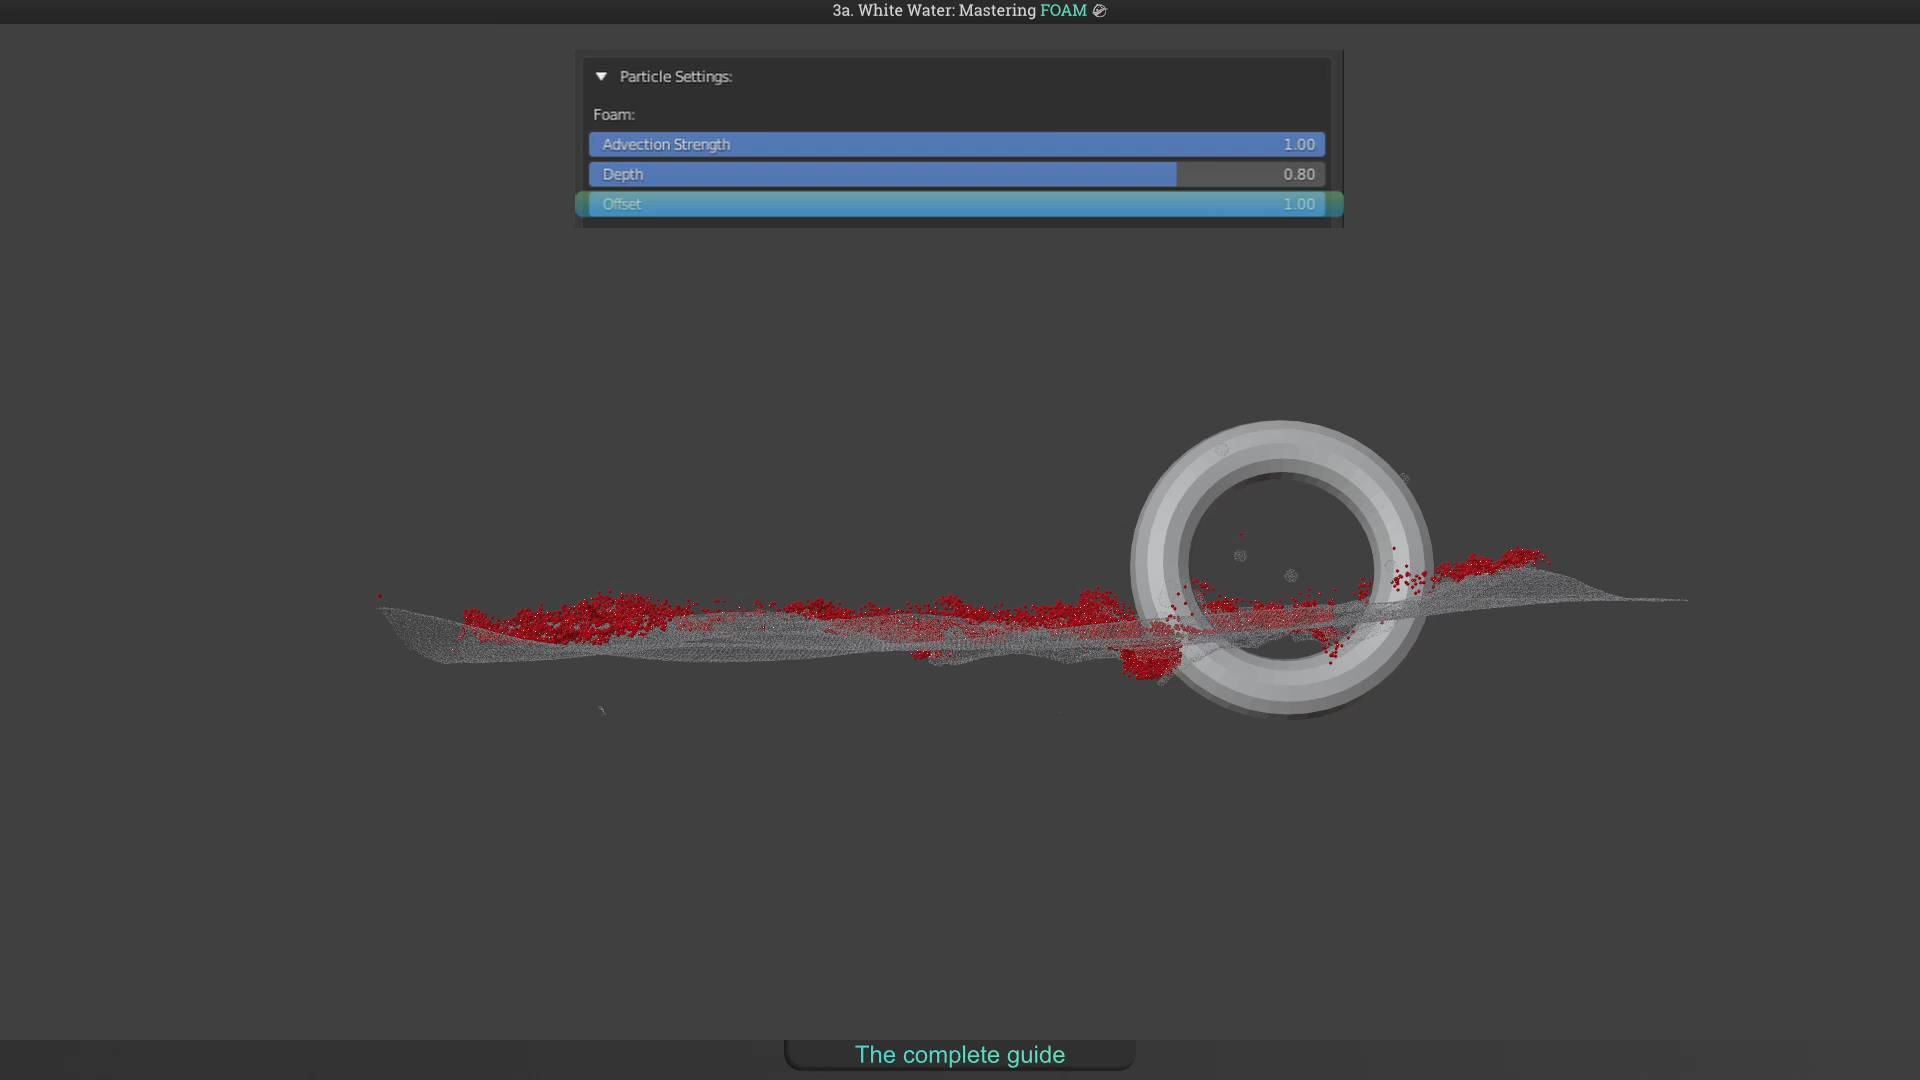 3a. White Water: Mastering FOAM
Particle Settings:
Foam:
Advection Strength 1.00
Depth 0.80
Offset 1.00
The complete guide